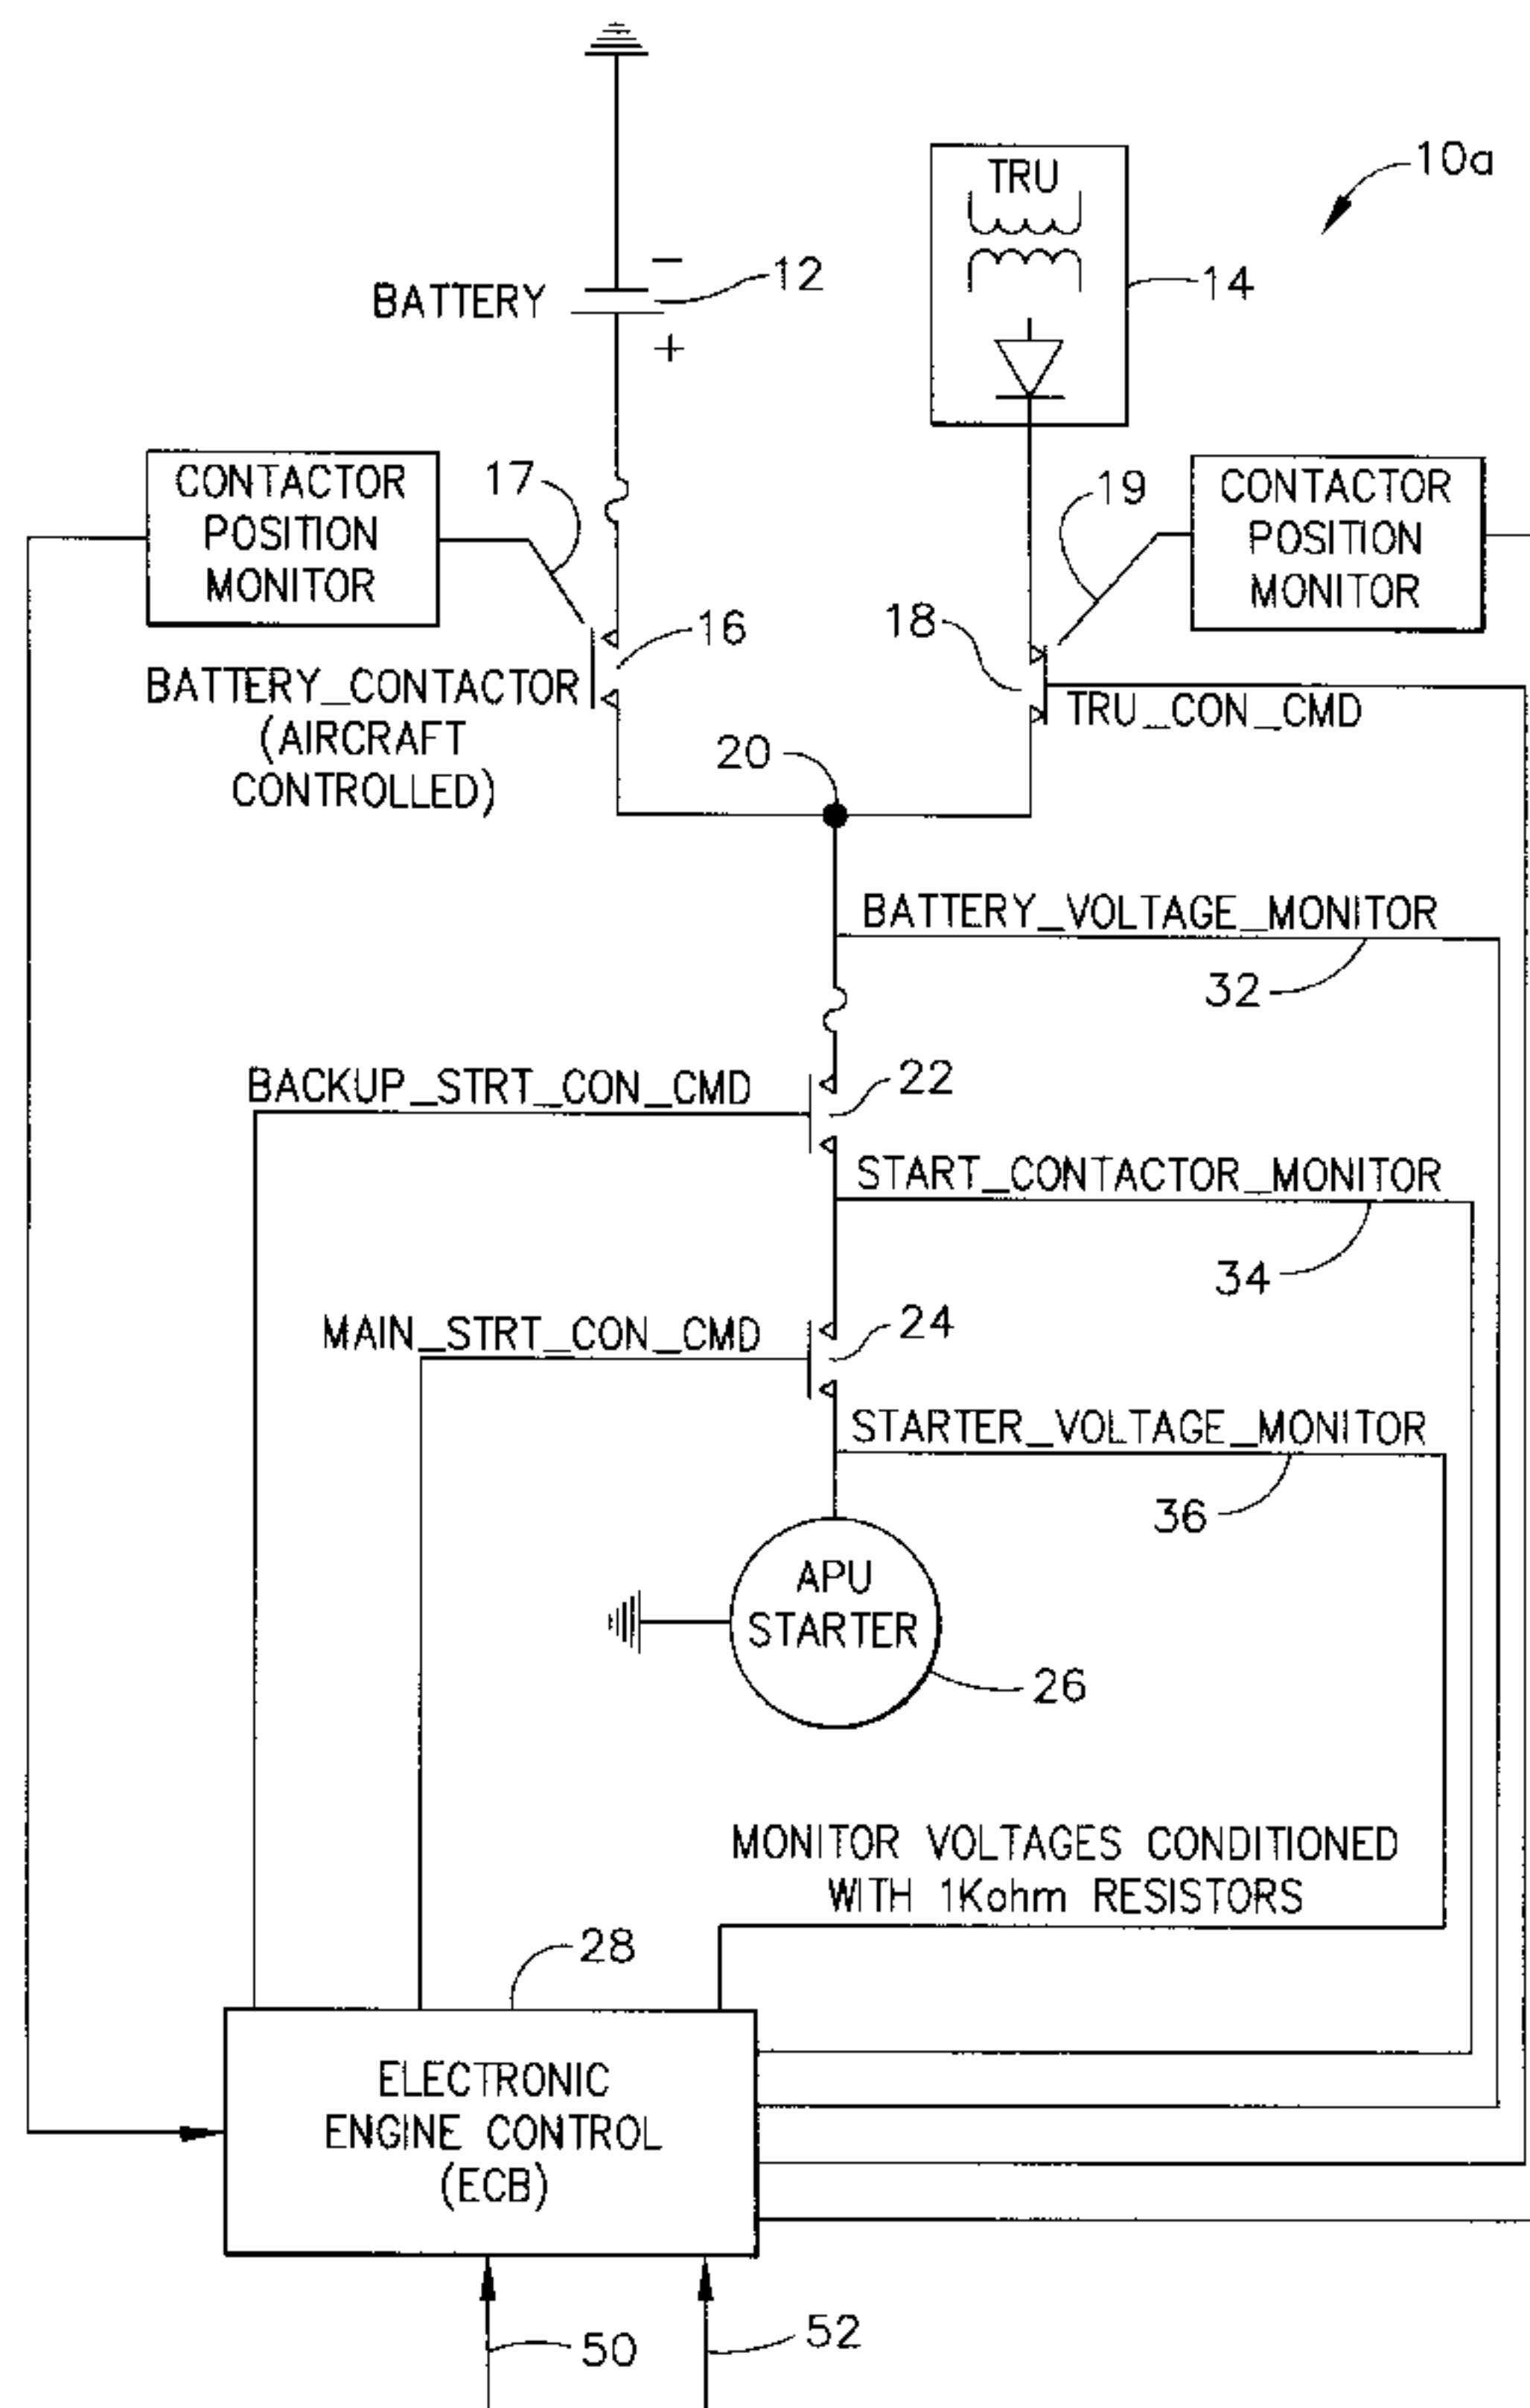 TRU
10a
BATTERY
−
12
+
14
CONTACTOR
POSITION
MONITOR
17
19
CONTACTOR
POSITION
MONITOR
16
18
BATTERY_CONTACTOR
(AIRCRAFT
CONTROLLED)
TRU_CON_CMD
20
BATTERY_VOLTAGE_MONITOR
32
BACKUP_STRT_CON_CMD
22
START_CONTACTOR_MONITOR
34
MAIN_STRT_CON_CMD
24
STARTER_VOLTAGE_MONITOR
36
APU
STARTER
26
MONITOR VOLTAGES CONDITIONED
WITH 1Kohm RESISTORS
28
ELECTRONIC
ENGINE CONTROL
(ECB)
50
52